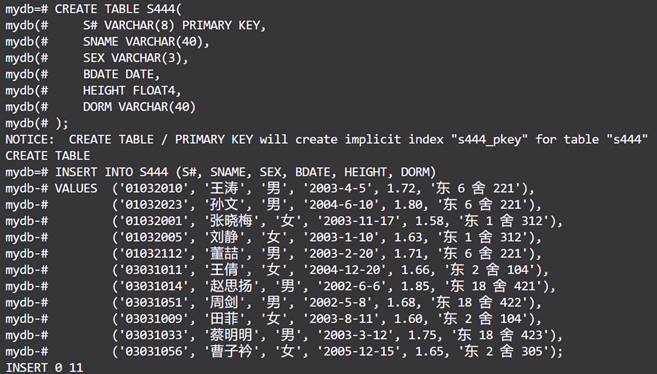 mydb=# CREATE TABLE S444(
mydb(#     S# VARCHAR(8) PRIMARY KEY,
mydb(#     SNAME VARCHAR(40),
mydb(#     SEX VARCHAR(3),
mydb(#     BDATE DATE,
mydb(#     HEIGHT FLOAT4,
mydb(#     DORM VARCHAR(40)
mydb(# );
NOTICE:  CREATE TABLE / PRIMARY KEY will create implicit index "s444_pkey" for table "s444"
CREATE TABLE
mydb=# INSERT INTO S444 (S#, SNAME, SEX, BDATE, HEIGHT, DORM)
mydb-# VALUES  ('01032010', '王涛', '男', '2003-4-5', 1.72, '东 6 舍 221'),
mydb-#         ('01032023', '孙文', '男', '2004-6-10', 1.80, '东 6 舍 221'),
mydb-#         ('01032001', '张晓梅', '女', '2003-11-17', 1.58, '东 1 舍 312'),
mydb-#         ('01032005', '刘静', '女', '2003-1-10', 1.63, '东 1 舍 312'),
mydb-#         ('01032112', '董喆', '男', '2003-2-20', 1.71, '东 6 舍 221'),
mydb-#         ('03031011', '王倩', '女', '2004-12-20', 1.66, '东 2 舍 104'),
mydb-#         ('03031014', '赵思扬', '男', '2002-6-6', 1.85, '东 18 舍 421'),
mydb-#         ('03031051', '周剑', '男', '2002-5-8', 1.68, '东 18 舍 422'),
mydb-#         ('03031009', '田菲', '女', '2003-8-11', 1.60, '东 2 舍 104'),
mydb-#         ('03031033', '蔡明明', '男', '2003-3-12', 1.75, '东 18 舍 423'),
mydb-#         ('03031056', '曹子衿', '女', '2005-12-15', 1.65, '东 2 舍 305');
INSERT 0 11